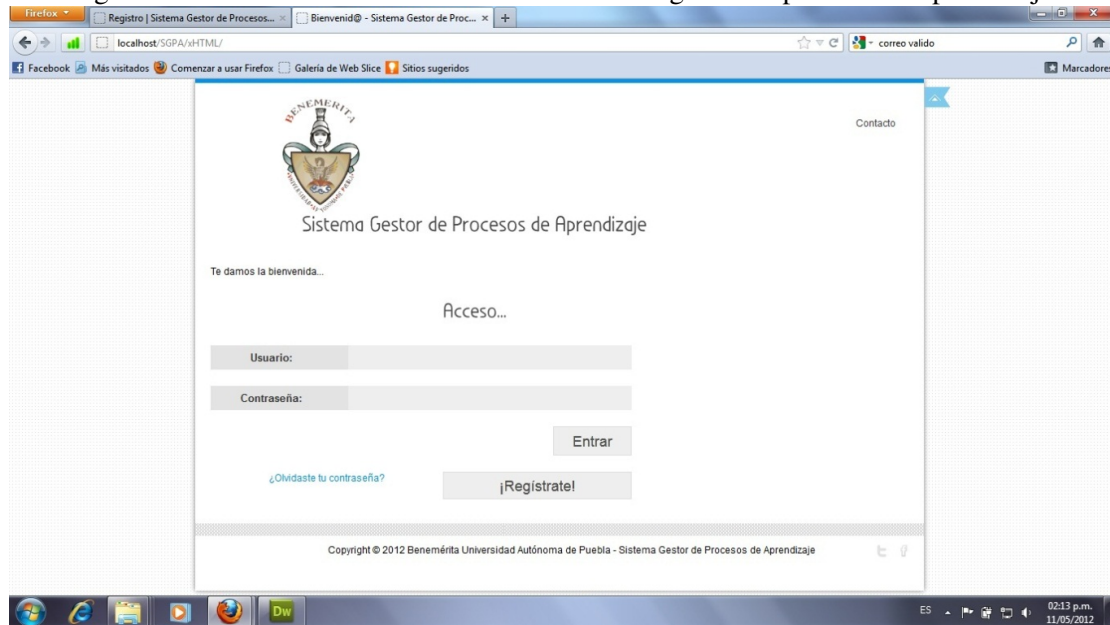 Firefox
Registro | Sistema Gestor de Procesos...
Bienvenid@ - Sistema Gestor de Proc...
localhost/SGPA/xHTML/
correo valido
Facebook Más visitados Comenzar a usar Firefox Galería de Web Slice Sitios sugeridos Marcadores
BENEMERITA
Contacto
Sistema Gestor de Procesos de Aprendizaje
Te damos la bienvenida...
Acceso...
Usuario:
Contraseña:
Entrar
¿Olvidaste tu contraseña?
¡Regístrate!
Copyright © 2012 Benemérita Universidad Autónoma de Puebla - Sistema Gestor de Procesos de Aprendizaje
Dw
ES
02:13 p.m.
11/05/2012